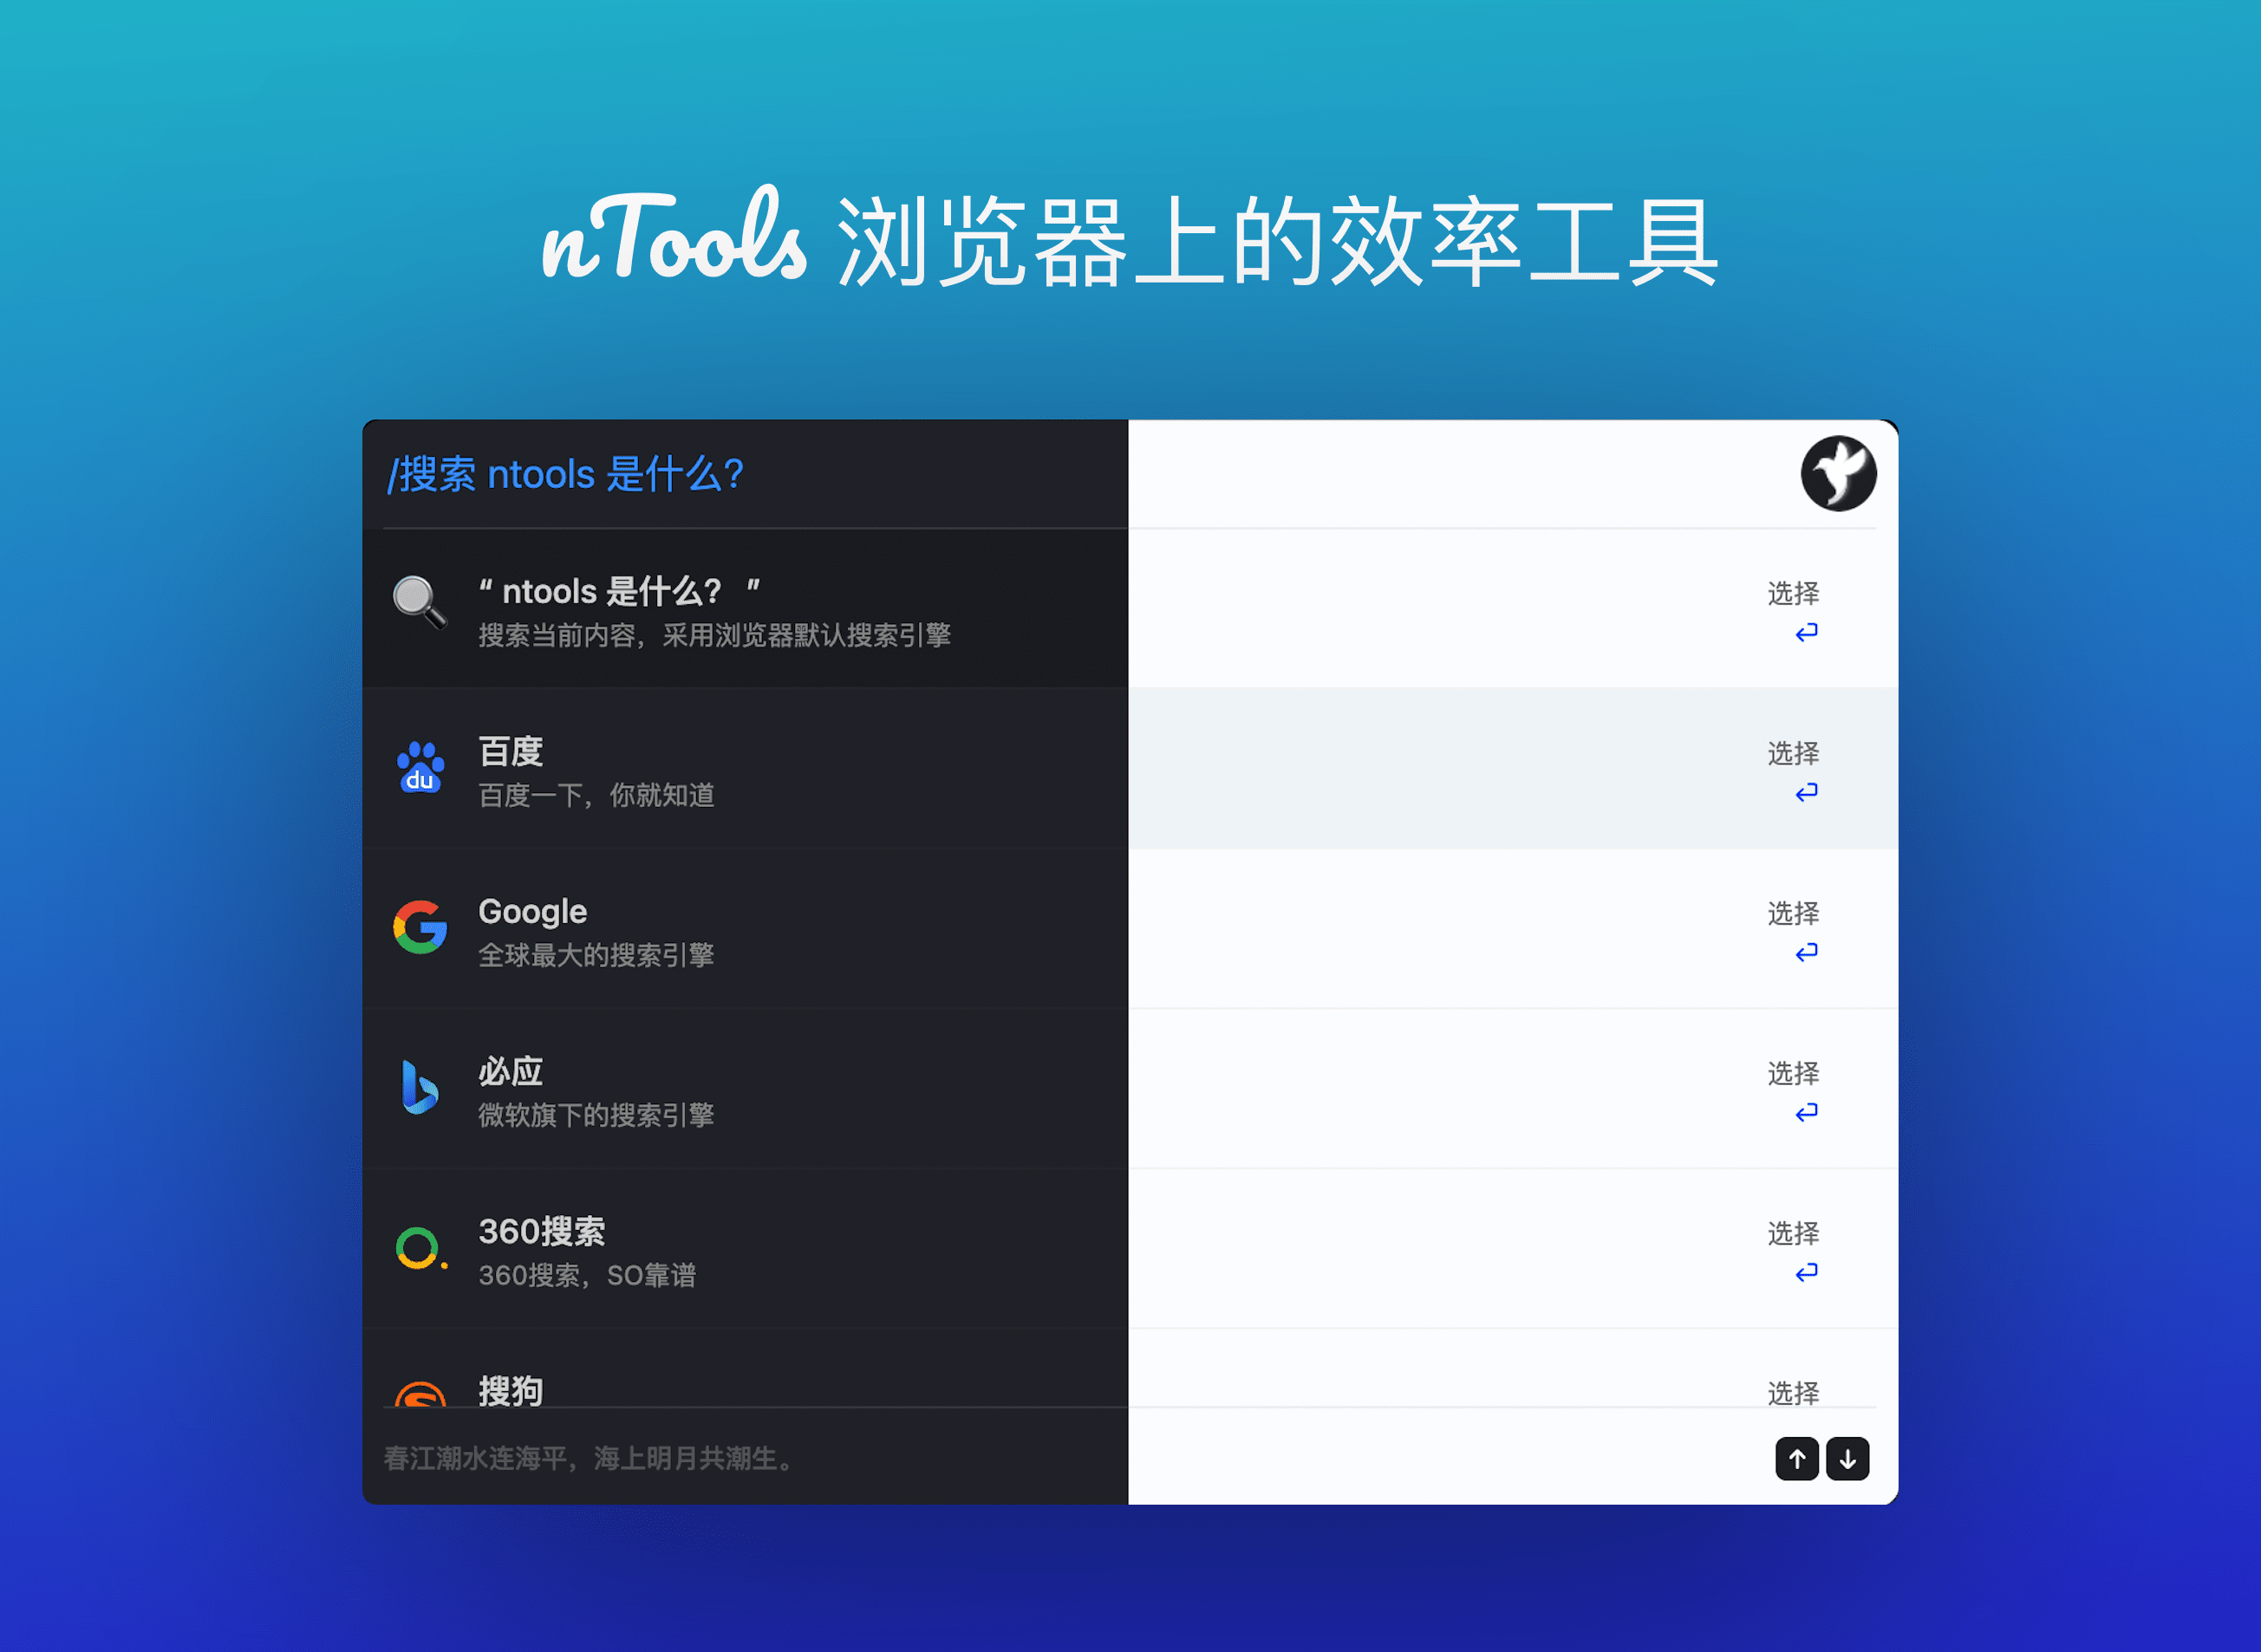 nTools 浏览器上的效率工具
/搜索 ntools 是什么？
“ ntools 是什么？ ”
搜索当前内容，采用浏览器默认搜索引擎
选择
du
百度
百度一下，你就知道
选择
Google
全球最大的搜索引擎
选择
必应
微软旗下的搜索引擎
选择
360搜索
360搜索，SO靠谱
选择
搜狗
选择
春江潮水连海平，海上明月共潮生。